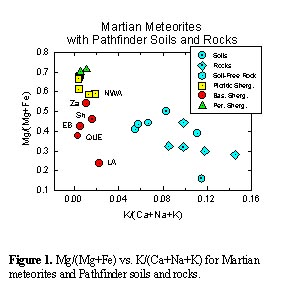 Martian Meteorites
with Pathfinder Soils and Rocks
0.8
0.7
0.6
0.5
0.4
0.3
0.2
0.1
Mg/(Mg+Fe)
Soils
Rocks
Soil-Free Rock
Picritic Sherg.
Bas. Sherg.
Per. Sherg.
NWA
Za
Sh
EB
QUE
LA
0.00 0.04 0.08 0.12 0.16
K/(Ca+Na+K)
Figure 1. Mg/(Mg+Fe) vs. K/(Ca+Na+K) for Martian
meteorites and Pathfinder soils and rocks.